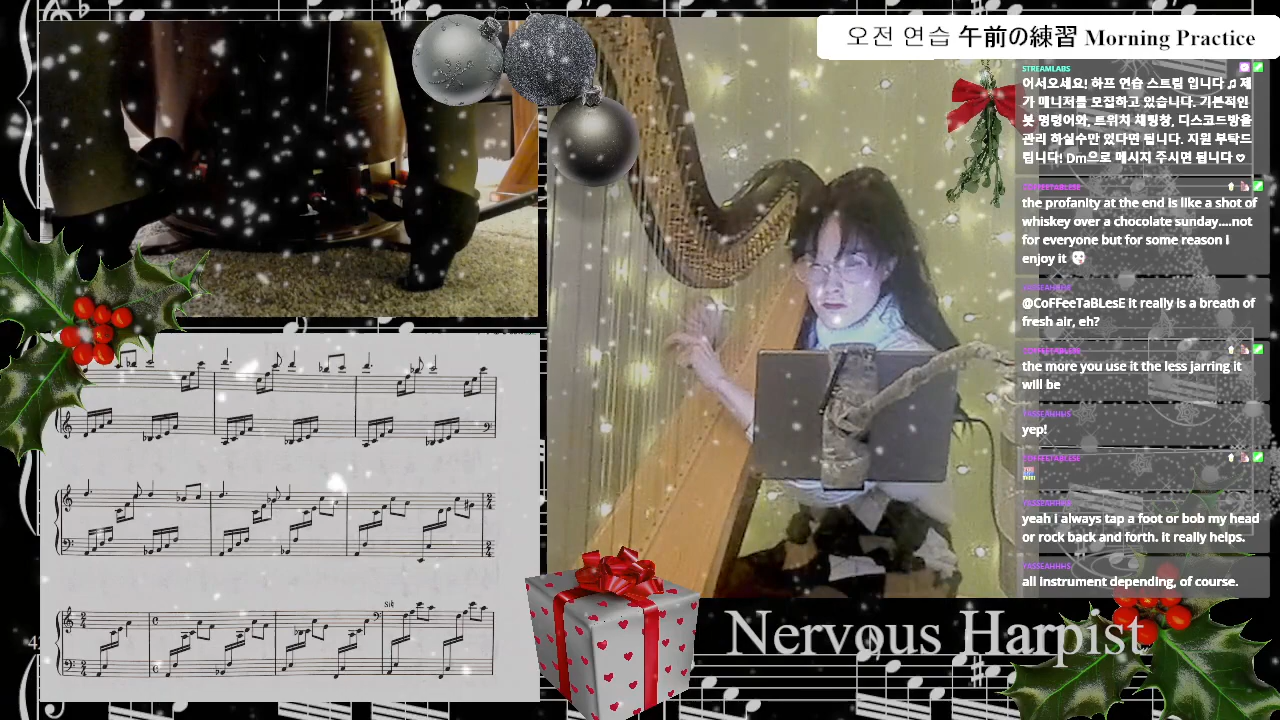 오전 연습 午前の練習 Morning Practice
STREAMLABS
어서오세요! 하프 연습 스트림 입니다 ♫ 제
가 매니저를 모집하고 있습니다. 기본적인
봇 명령어와, 트위치 채팅창, 디스코드방을
관리 하실수만 있다면 됩니다. 지원 부탁드
립니다! Dm으로 메시지 주시면 됩니다 ♡
COFFEETABLESE
the profanity at the end is like a shot of
whiskey over a chocolate sunday....not
for everyone but for some reason i
enjoy it
YASSEAHHHS
@CoFFeeTaBLesE it really is a breath of
fresh air, eh?
COFFEETABLESE
the more you use it the less jarring it
will be
YASSEAHHHS
yep!
COFFEETABLESE
YASSEAHHHS
yeah i always tap a foot or bob my head
or rock back and forth. it really helps.
YASSEAHHHS
all instrument depending, of course.
Nervous Harpist